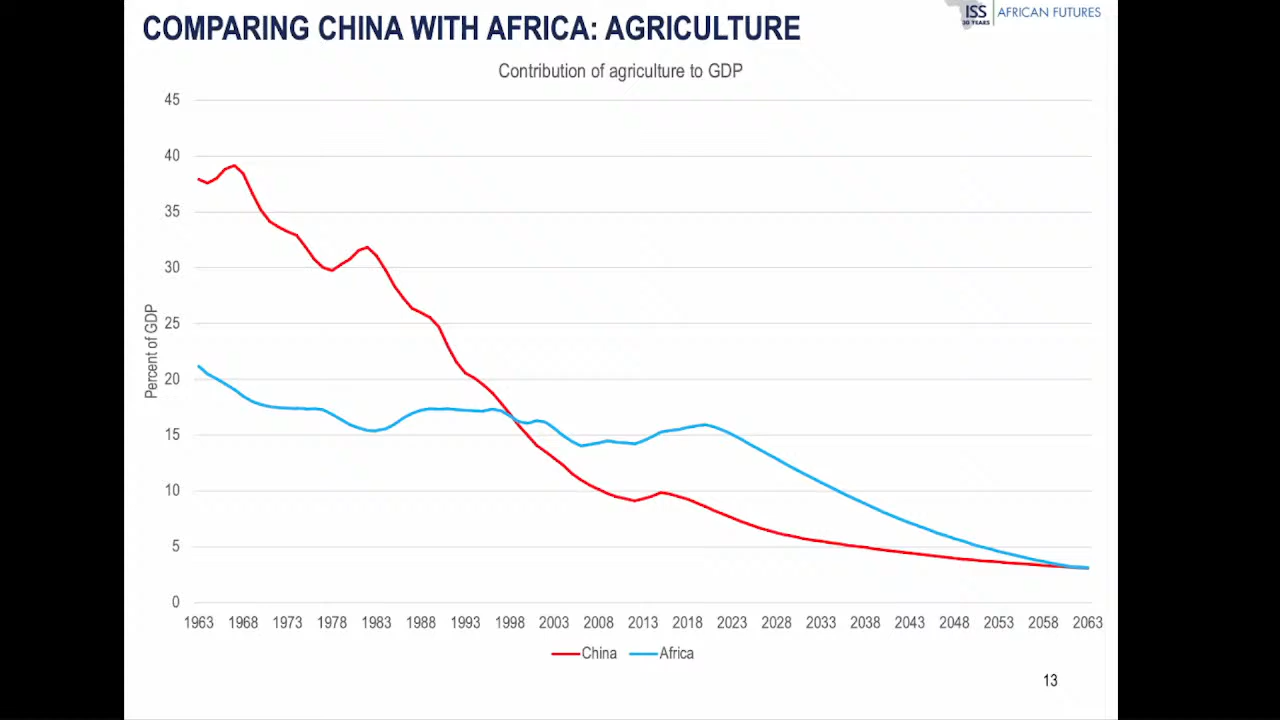 COMPARING CHINA WITH AFRICA: AGRICULTURE
ISS
30 YEARS
AFRICAN FUTURES
Contribution of agriculture to GDP
Percent of GDP
45
40
35
30
25
20
15
10
5
0
1963 1968 1973 1978 1983 1988 1993 1998 2003 2008 2013 2018 2023 2028 2033 2038 2043 2048 2053 2058 2063
China Africa
13